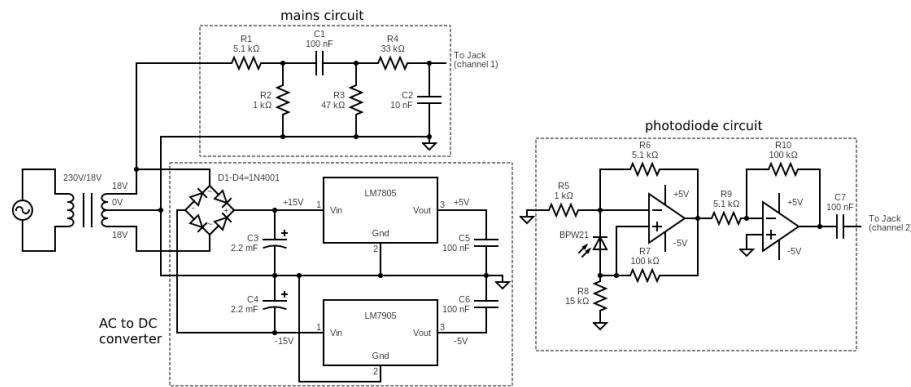 mains circuit
R1
5.1 kΩ
C1
100 nF
R4
33 kΩ
To Jack
(channel 1)
R2
1 kΩ
R3
47 kΩ
C2
10 nF
photodiode circuit
R6
5.1 kΩ
R10
100 kΩ
230V/18V
18V
0V
18V
D1-D4=1N4001
LM7805
+15V
1
Vin
Vout
3
+5V
Gnd
2
C3
2.2 mF
+
C5
100 nF
C4
2.2 mF
+
C6
100 nF
LM7905
1
Vin
Vout
3
-15V
-5V
Gnd
2
AC to DC
converter
R5
1 kΩ
+5V
-5V
BPW21
R7
100 kΩ
R8
15 kΩ
R9
5.1 kΩ
+5V
-5V
C7
100 nF
To Jack
(channel 2)